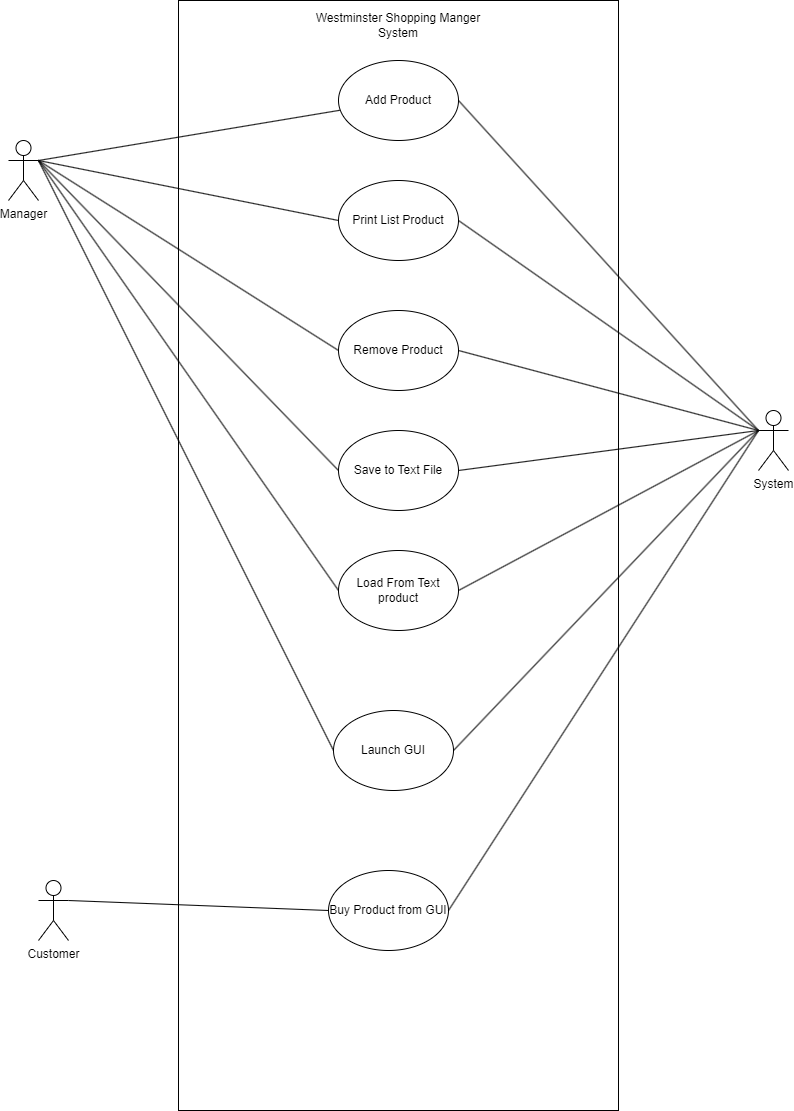 Westminster Shopping Manger
System
Add Product
Manager
Print List Product
Remove Product
Save to Text File
System
Load From Text
product
Launch GUI
Buy Product from GUI
Customer